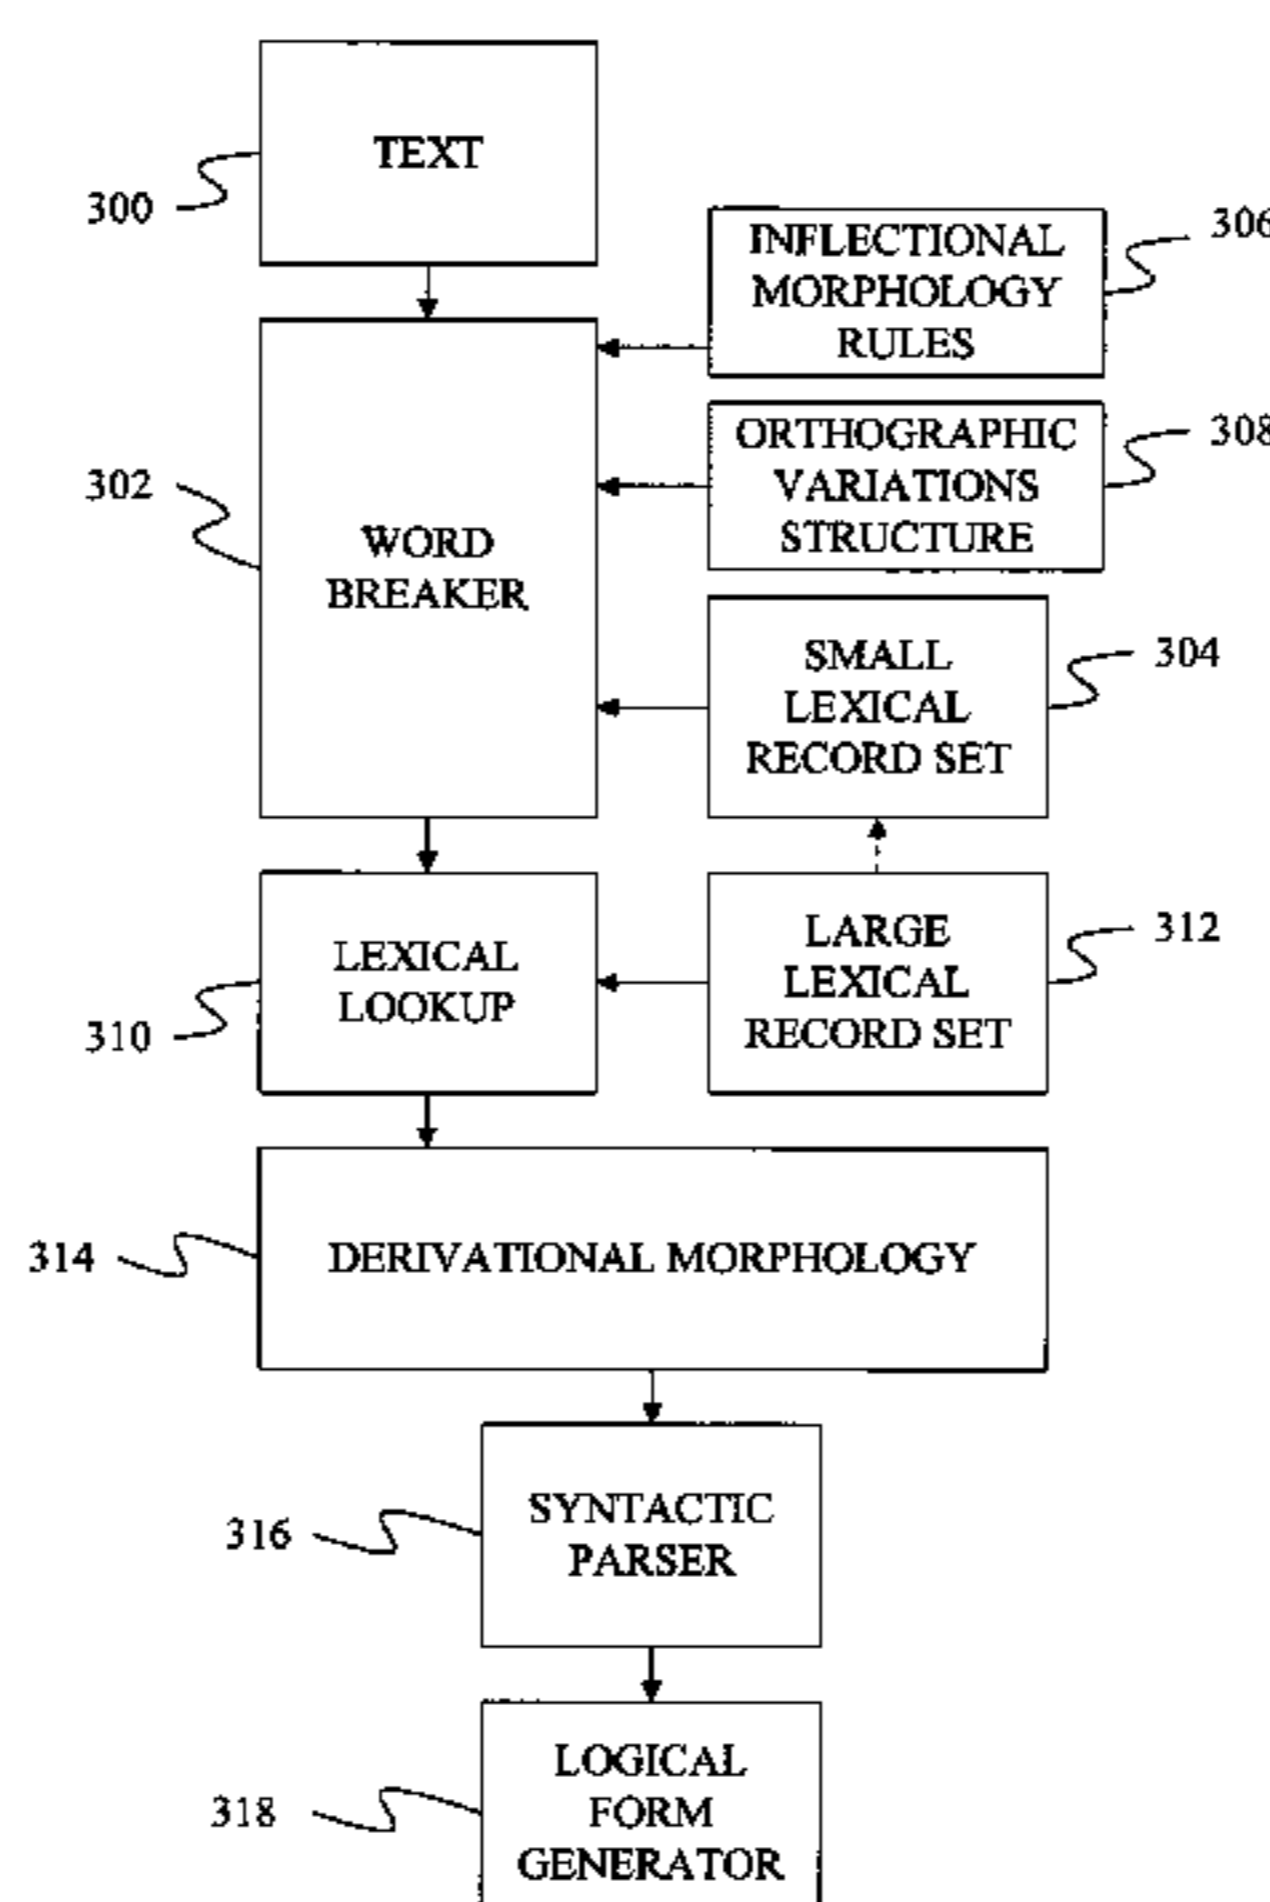 TEXT
300
INFLECTIONAL
MORPHOLOGY
RULES
306
ORTHOGRAPHIC
VARIATIONS
STRUCTURE
308
302
WORD
BREAKER
SMALL
LEXICAL
RECORD SET
304
LEXICAL
LOOKUP
310
LARGE
LEXICAL
RECORD SET
312
314
DERIVATIONAL MORPHOLOGY
316
SYNTACTIC
PARSER
318
LOGICAL
FORM
GENERATOR